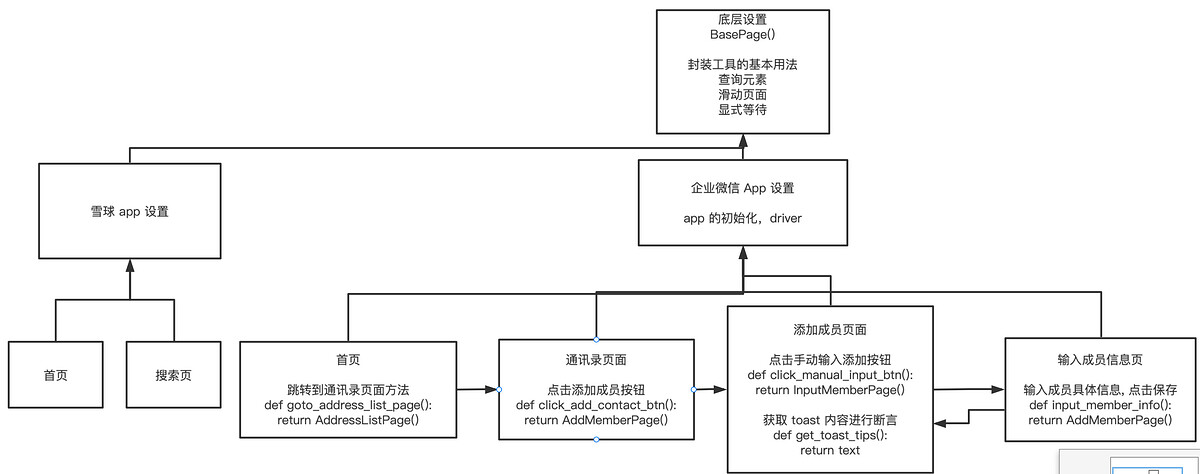 底层设置
BasePage()
封装工具的基本用法
查询元素
滑动页面
显式等待
雪球 app 设置
企业微信 App 设置
app 的初始化，driver
首页
搜索页
首页
跳转到通讯录页面方法
def goto_address_list_page():
return AddressListPage()
通讯录页面
点击添加成员按钮
def click_add_contact_btn():
return AddMemberPage()
添加成员页面
点击手动输入添加按钮
def click_manual_input_btn():
return InputMemberPage()
获取 toast 内容进行断言
def get_toast_tips():
return text
输入成员信息页
输入成员具体信息, 点击保存
def input_member_info():
return AddMemberPage()